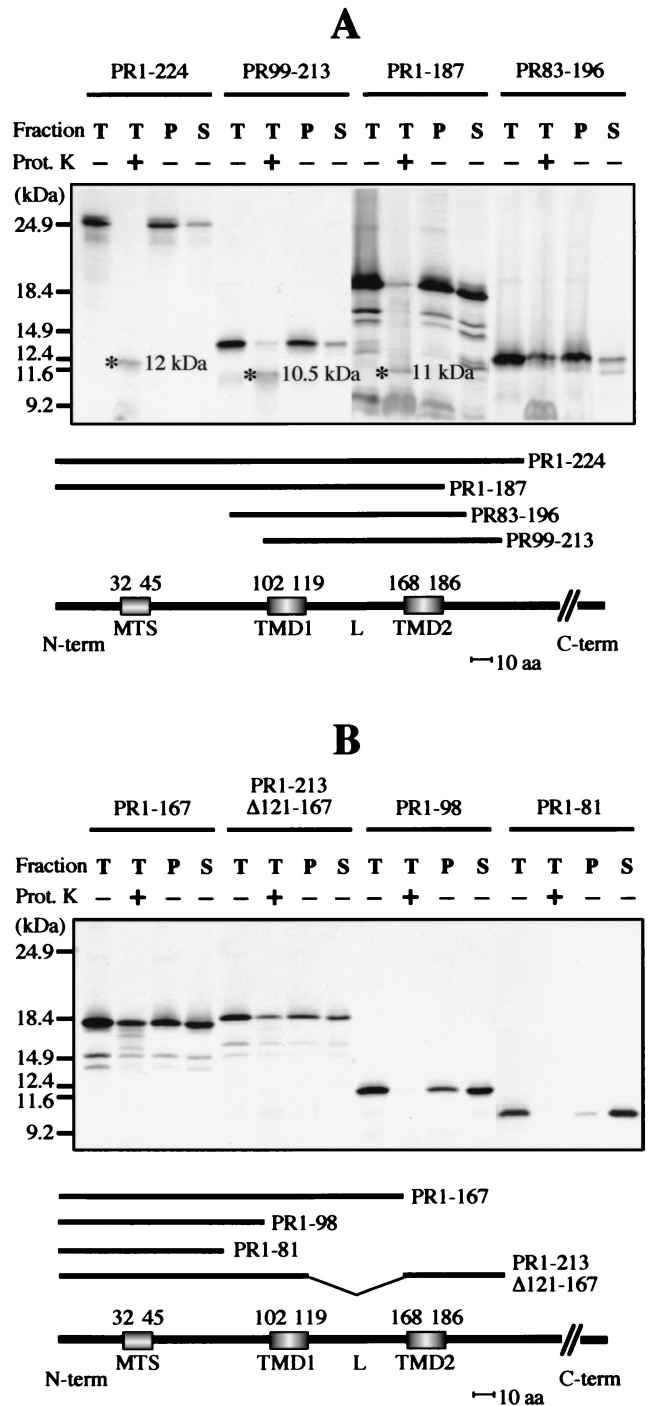 A
PR1-224 PR99-213 PR1-187 PR83-196
Fraction T T P S T T P S T T P S T T P S
Prot. K – + – – – + – – – + – – – + – –
(kDa)
24.9
18.4
14.9
12.4
11.6
9.2
* 12 kDa * 10.5 kDa * 11 kDa
PR1-224
PR1-187
PR83-196
PR99-213
32 45 102 119 168 186
MTS TMD1 L TMD2
N-term C-term
10 aa
B
PR1-167 PR1-213 Δ121-167 PR1-98 PR1-81
Fraction T T P S T T P S T T P S T T P S
Prot. K – + – – – + – – – + – – – + – –
(kDa)
24.9
18.4
14.9
12.4
11.6
9.2
PR1-167
PR1-98
PR1-81
PR1-213
Δ121-167
32 45 102 119 168 186
MTS TMD1 L TMD2
N-term C-term
10 aa